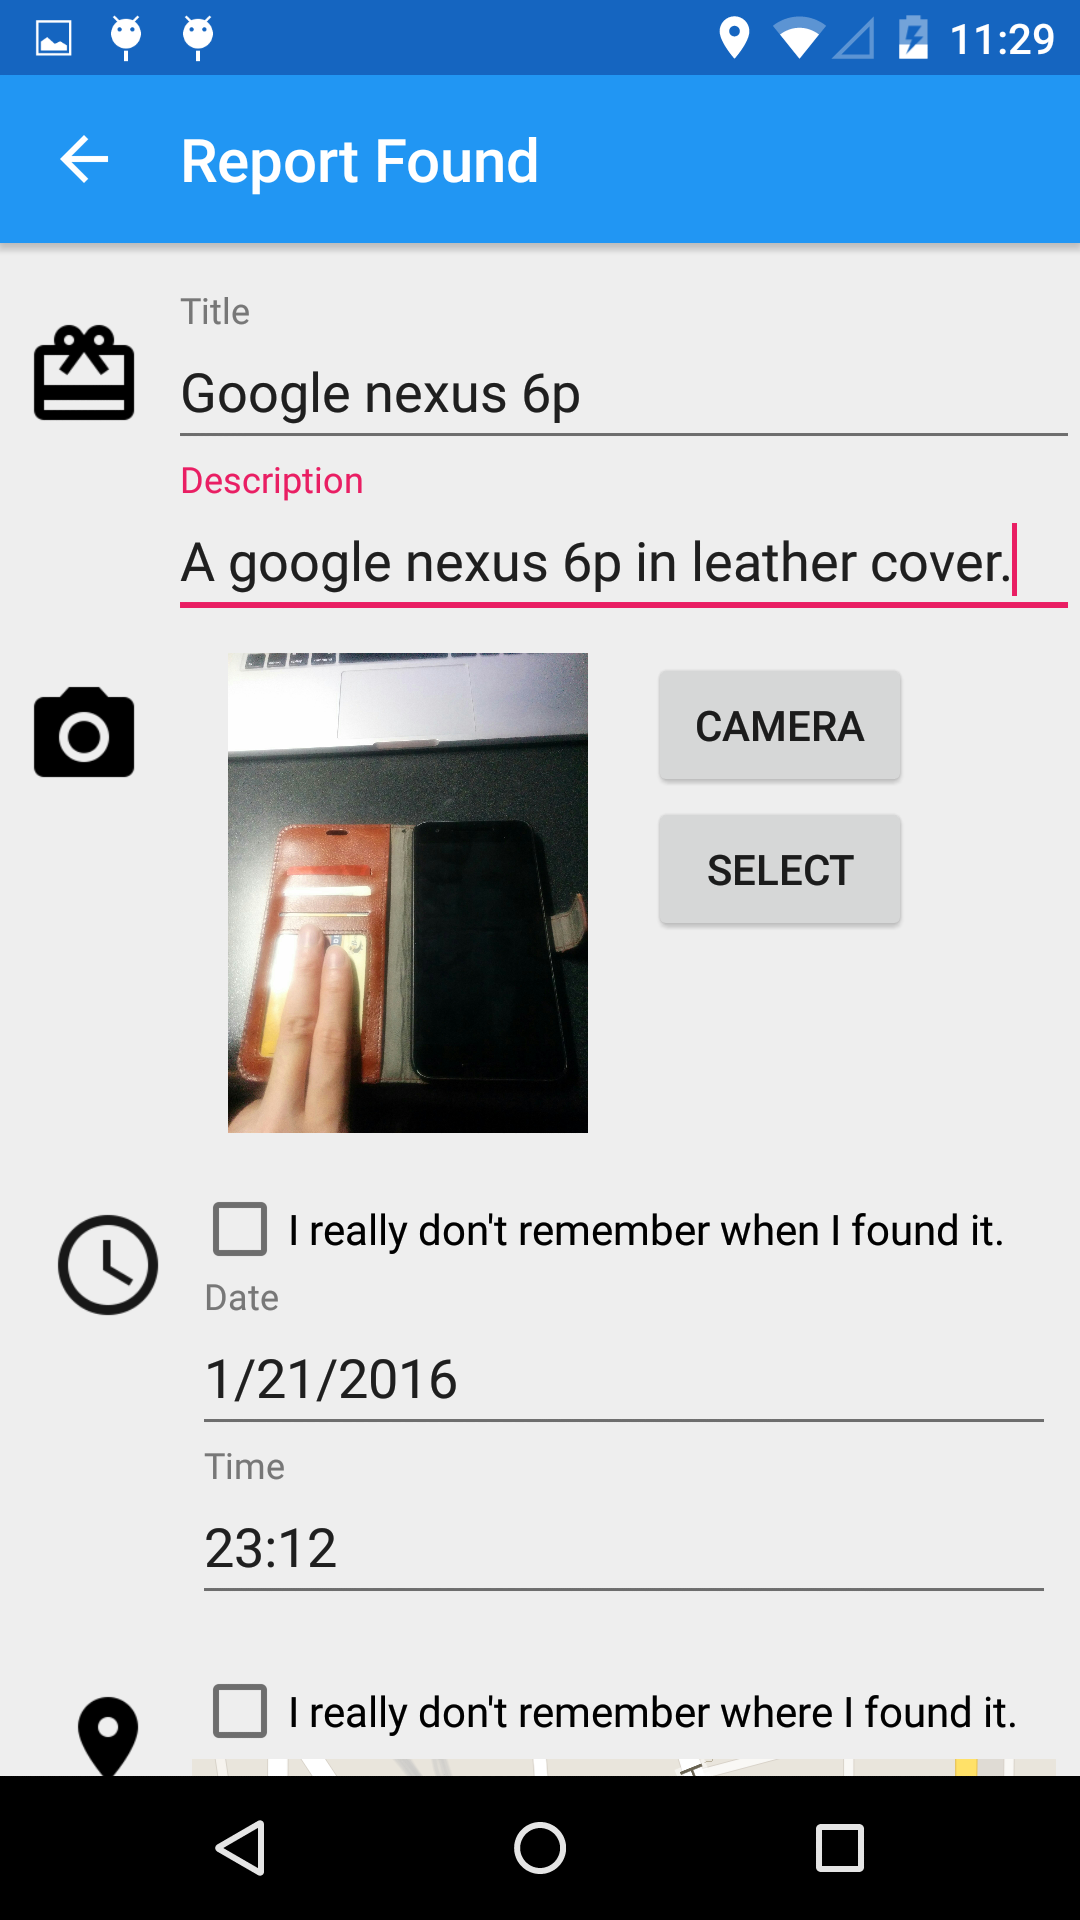 11:29
Report Found
Title
Google nexus 6p
Description
A google nexus 6p in leather cover.
CAMERA
SELECT
I really don't remember when I found it.
Date
1/21/2016
Time
23:12
I really don't remember where I found it.